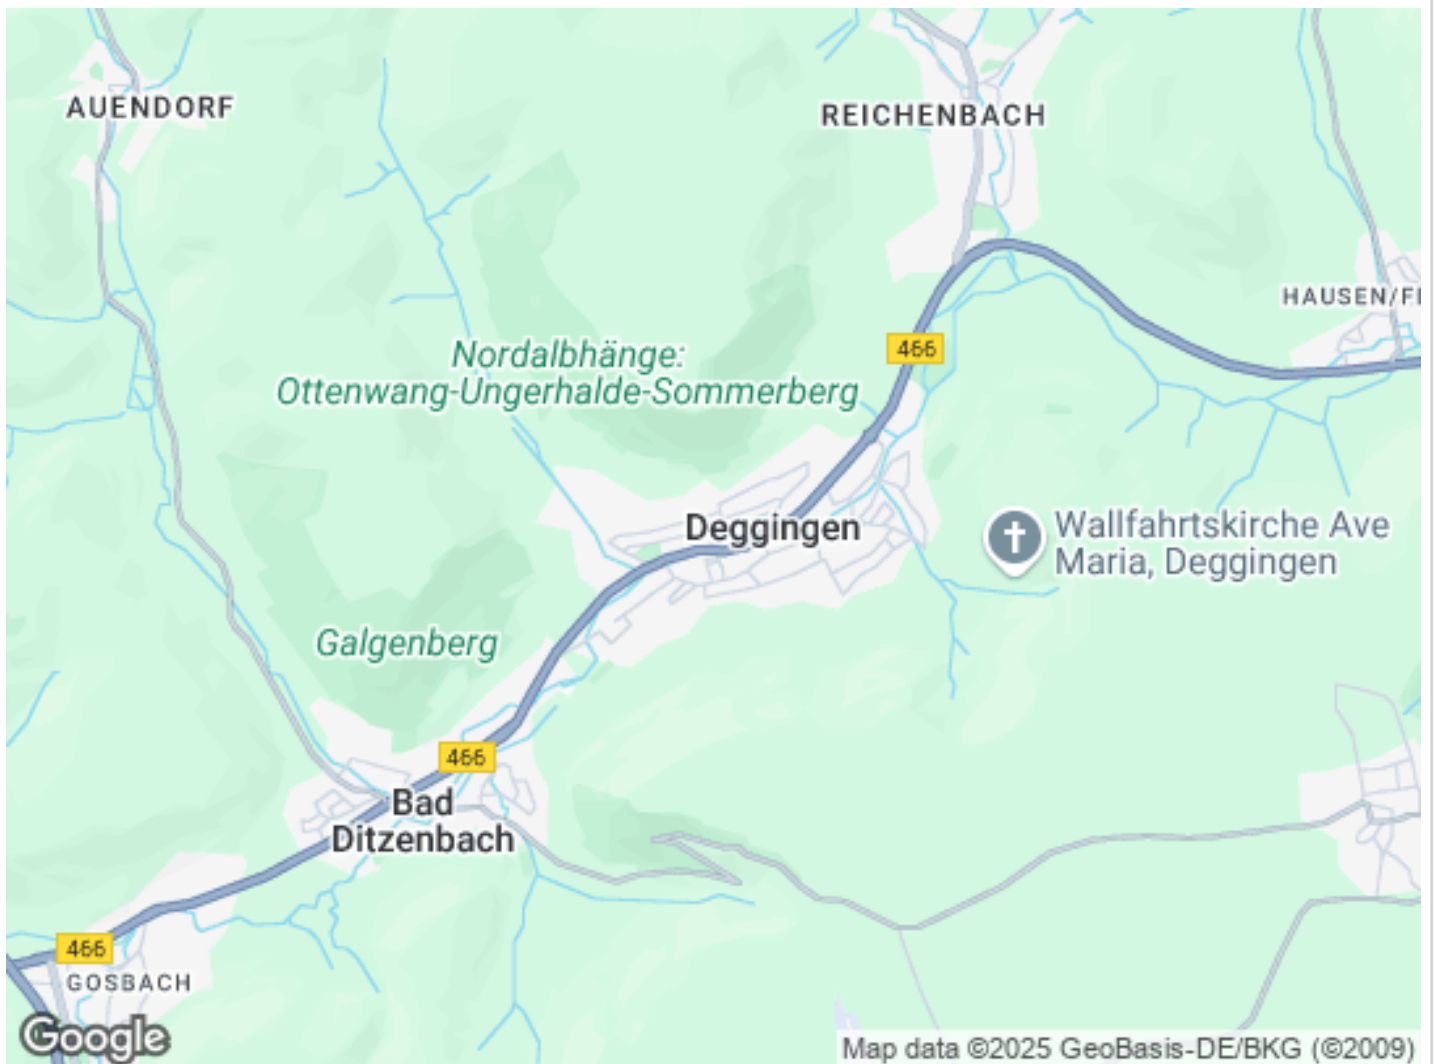 AUENDORF
REICHENBACH
HAUSEN/FI
466
Nordalbhänge:
Ottenwang-Ungerhalde-Sommerberg
Deggingen
Wallfahrtskirche Ave
Maria, Deggingen
Galgenberg
466
Bad
Ditzenbach
466
GOSBACH
Google
Map data ©2025 GeoBasis-DE/BKG (©2009)